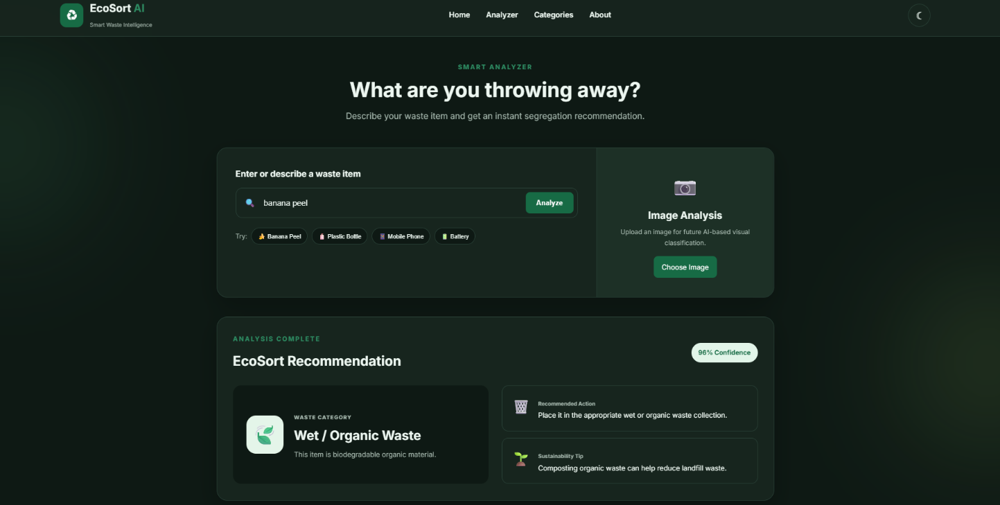 EcoSort AI
Smart Waste Intelligence
Home Analyzer Categories About
SMART ANALYZER
What are you throwing away?
Describe your waste item and get an instant segregation recommendation.
Enter or describe a waste item
banana peel
Analyze
Try: Banana Peel Plastic Bottle Mobile Phone Battery
Image Analysis
Upload an image for future AI-based visual
classification.
Choose Image
ANALYSIS COMPLETE
EcoSort Recommendation
96% Confidence
WASTE CATEGORY
Wet / Organic Waste
This item is biodegradable organic material.
Recommended Action
Place it in the appropriate wet or organic waste collection.
Sustainability Tip
Composting organic waste can help reduce landfill waste.